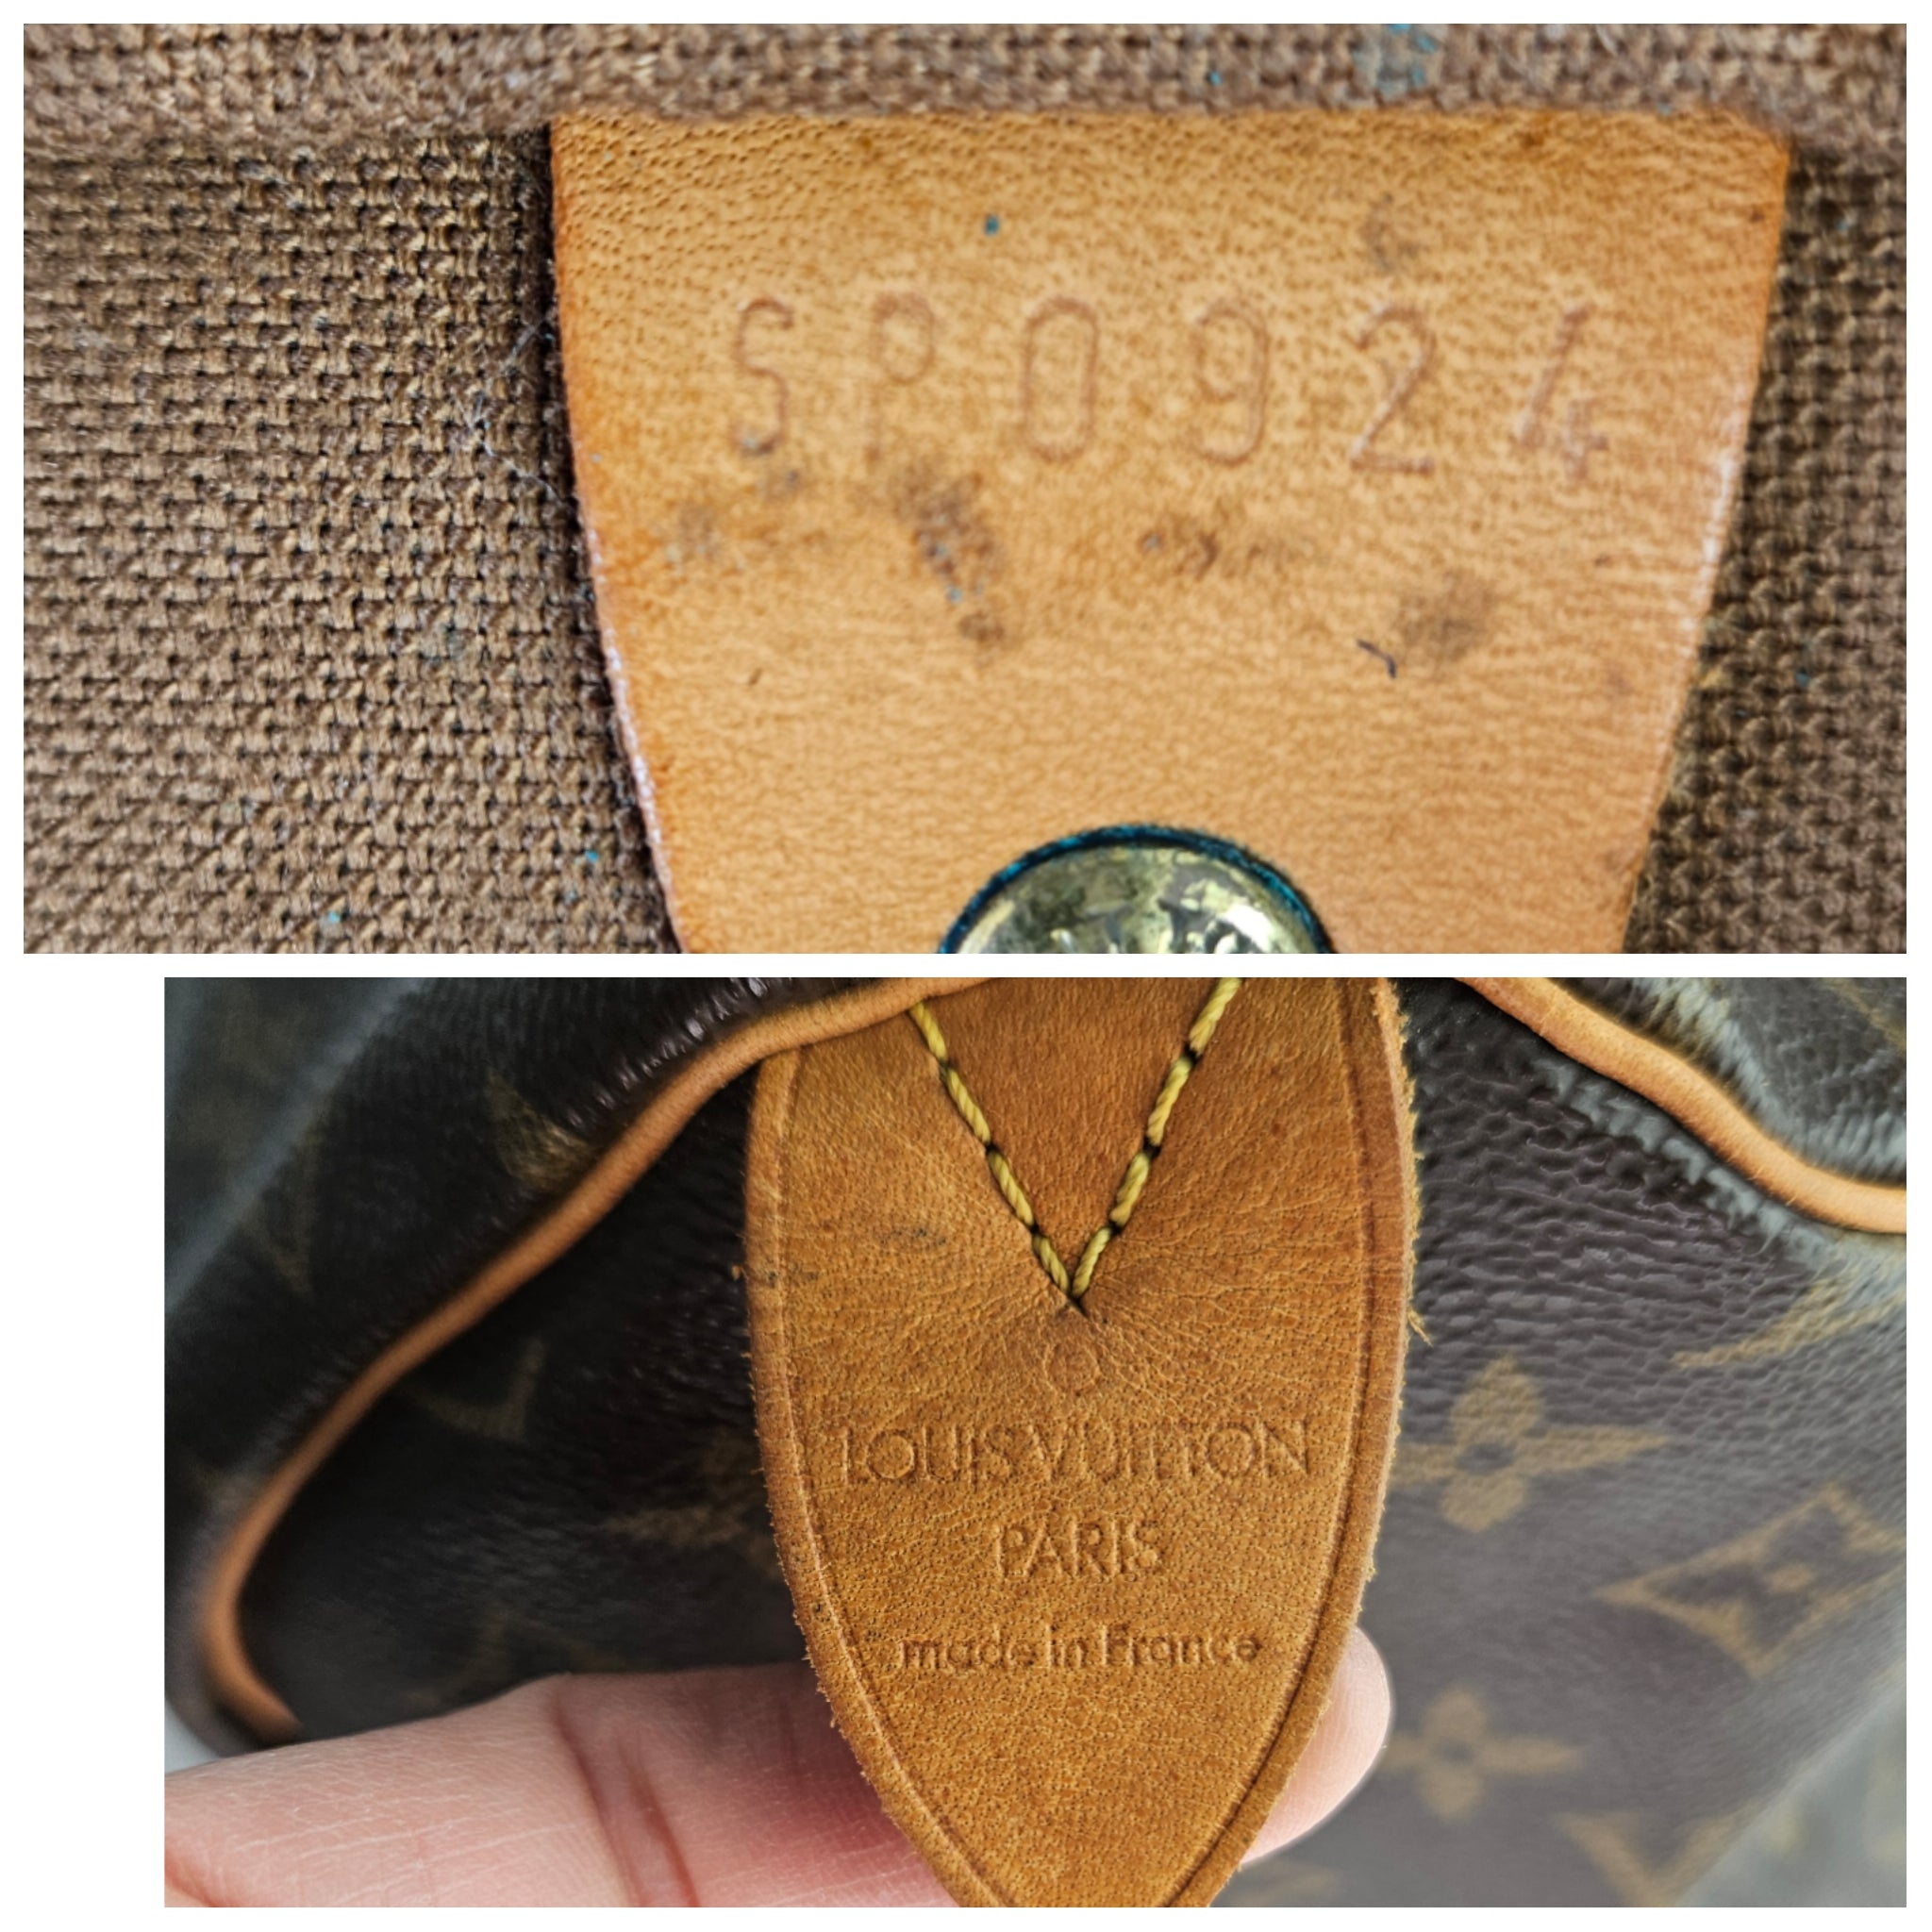 SP0924
LOUIS VUITTON
PARIS
made in France